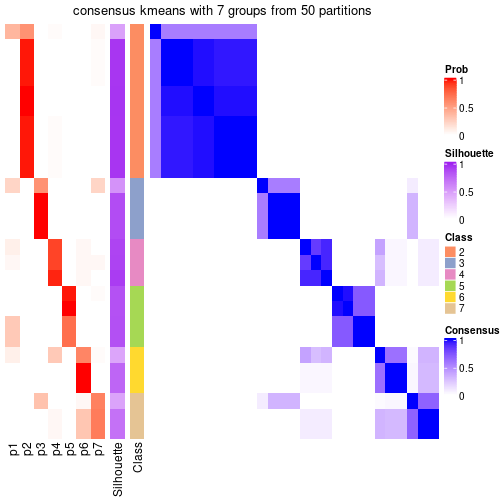 consensus kmeans with 7 groups from 50 partitions
Prob
1
0.5
0
Silhouette
1
0.5
0
Class
2
3
4
5
6
7
Consensus
1
0.5
0
p1
p2
p3
p4
p5
p6
p7
Silhouette
Class